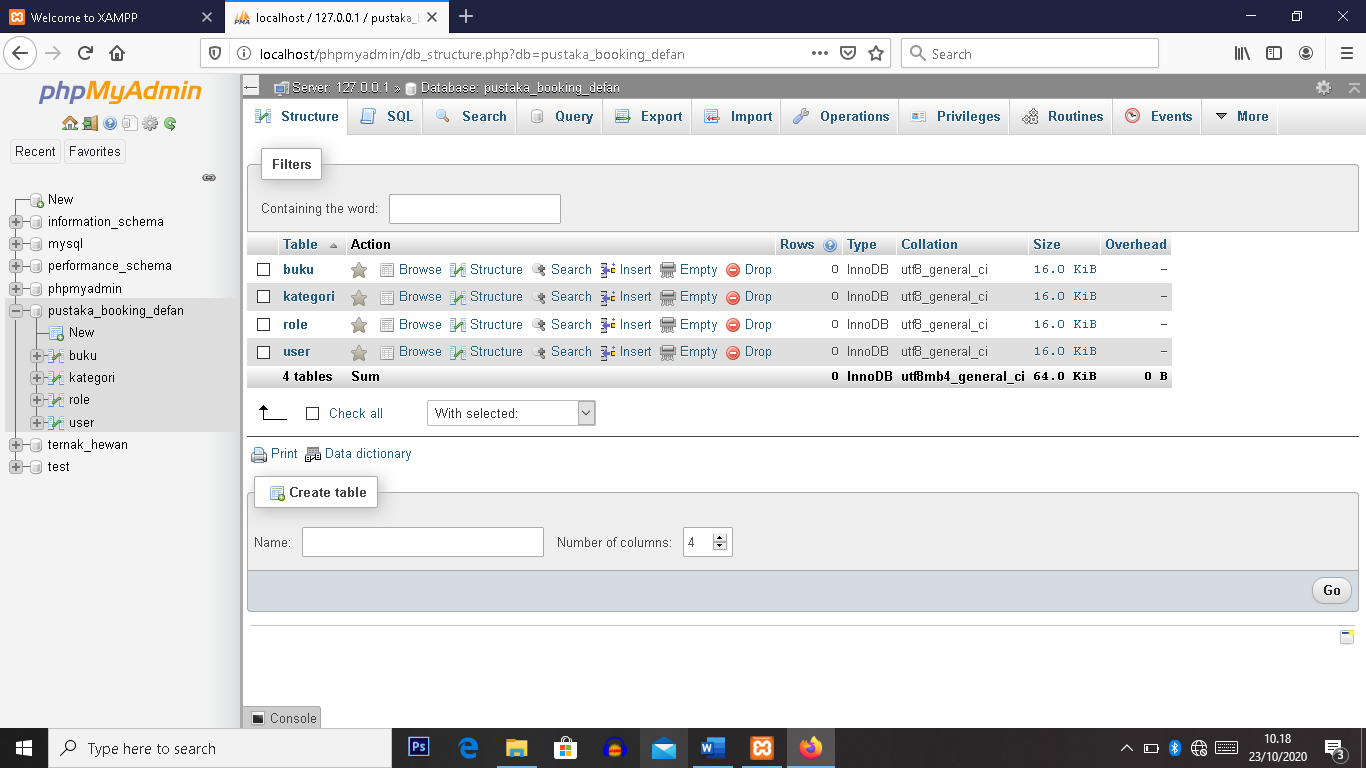 Welcome to XAMPP
localhost / 127.0.0.1 / pustaka_
localhost/phpmyadmin/db_structure.php?db=pustaka_booking_defan
Search
phpMyAdmin
Recent Favorites
New
information_schema
mysql
performance_schema
phpmyadmin
pustaka_booking_defan
New
buku
kategori
role
user
ternak_hewan
test
Server: 127.0.0.1 » Database: pustaka_booking_defan
Structure SQL Search Query Export Import Operations Privileges Routines Events More
Filters
Containing the word:
Table Action Rows Type Collation Size Overhead
buku Browse Structure Search Insert Empty Drop 0 InnoDB utf8_general_ci 16.0 KiB -
kategori Browse Structure Search Insert Empty Drop 0 InnoDB utf8_general_ci 16.0 KiB -
role Browse Structure Search Insert Empty Drop 0 InnoDB utf8_general_ci 16.0 KiB -
user Browse Structure Search Insert Empty Drop 0 InnoDB utf8_general_ci 16.0 KiB -
4 tables Sum 0 InnoDB utf8mb4_general_ci 64.0 KiB 0 B
Check all With selected:
Print Data dictionary
Create table
Name: Number of columns: 4
Go
Console
Type here to search
Ps
10.18
23/10/2020
3